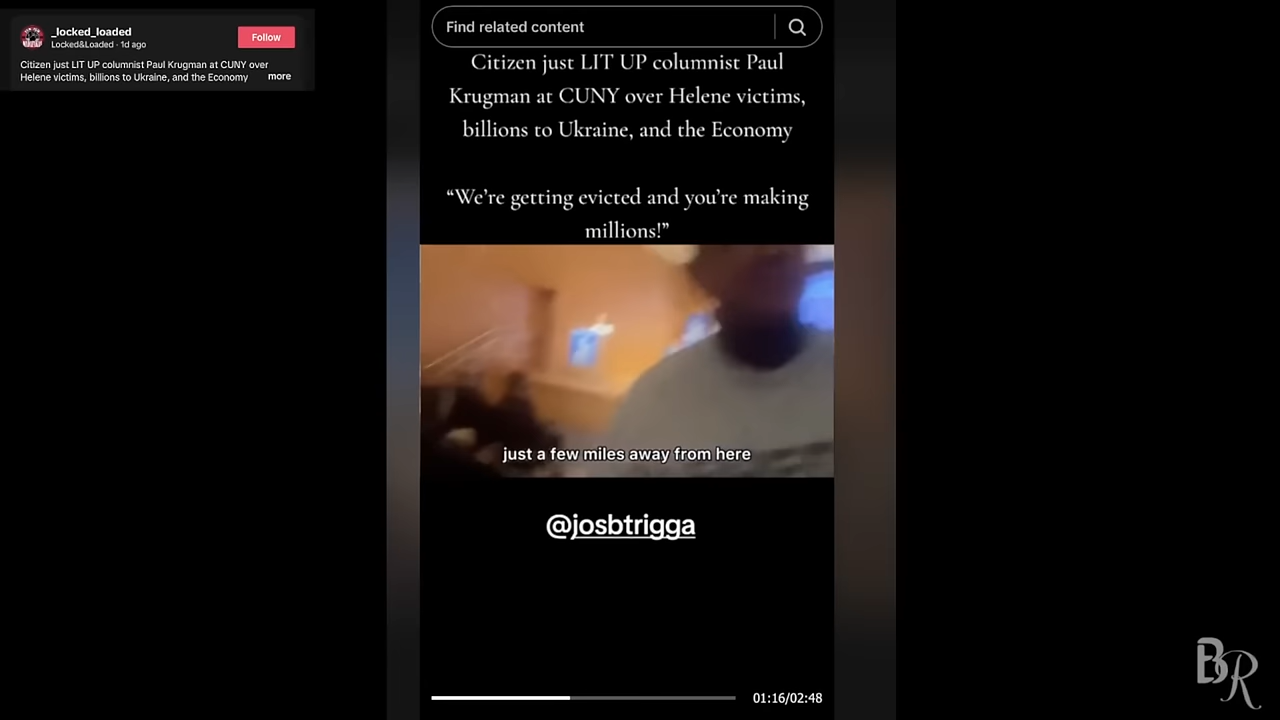 _locked_loaded
Locked&Loaded · 1d ago
Follow
Citizen just LIT UP columnist Paul Krugman at CUNY over
Helene victims, billions to Ukraine, and the Economy more
Find related content
Citizen just LIT UP columnist Paul
Krugman at CUNY over Helene victims,
billions to Ukraine, and the Economy
“We’re getting evicted and you’re making
millions!”
just a few miles away from here
@josbtrigga
01:16/02:48
BR